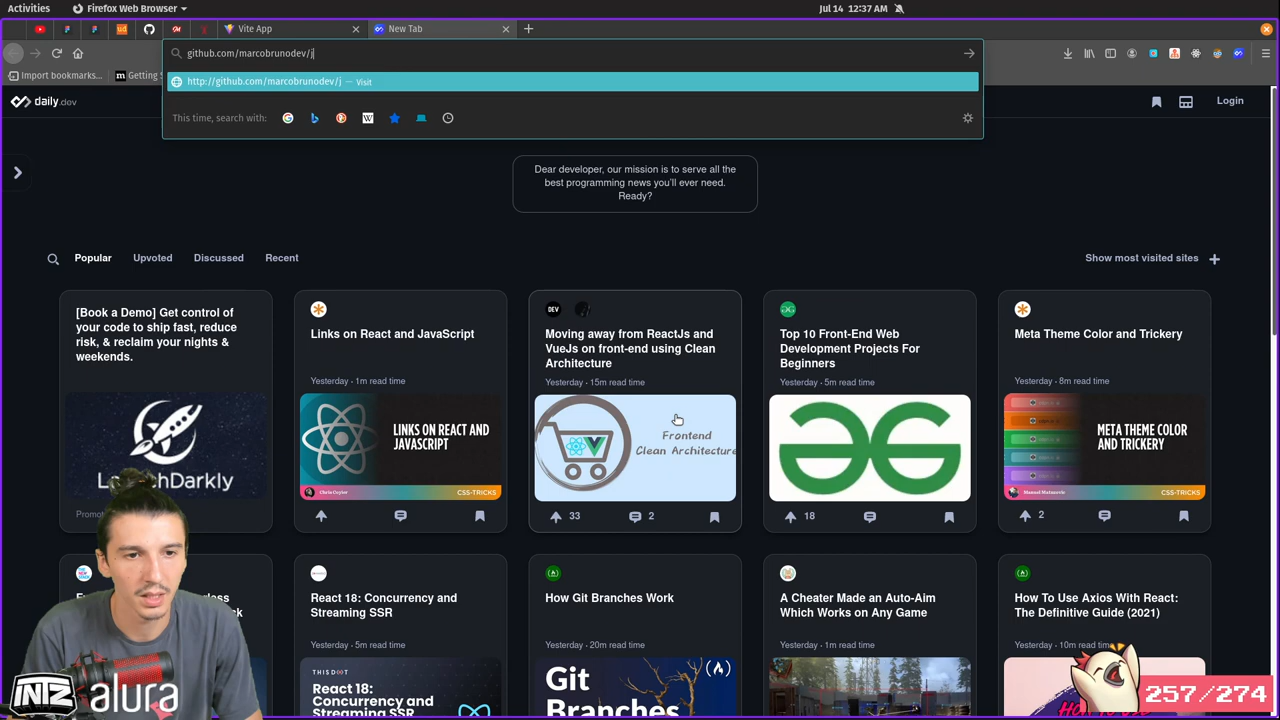 Activities
Firefox Web Browser
Jul 14 12:37 AM
Vite App
New Tab
github.com/marcobrunodev/j
Import bookmarks...
Getting S
http://github.com/marcobrunodev/j — Visit
This time, search with:
daily.dev
Login
Dear developer, our mission is to serve all the
best programming news you'll ever need.
Ready?
Popular
Upvoted
Discussed
Recent
Show most visited sites
[Book a Demo] Get control of
your code to ship fast, reduce
risk, & reclaim your nights &
weekends.
Links on React and JavaScript
Yesterday · 1m read time
LINKS ON REACT AND
JAVASCRIPT
Chris Coyier
CSS-TRICKS
DEV
Moving away from ReactJs and
VueJs on front-end using Clean
Architecture
Yesterday · 15m read time
Frontend
Clean Architecture
33
2
Top 10 Front-End Web
Development Projects For
Beginners
Yesterday · 5m read time
18
Meta Theme Color and Trickery
Yesterday · 8m read time
META THEME COLOR
AND TRICKERY
CSS-TRICKS
2
React 18: Concurrency and
Streaming SSR
Yesterday · 5m read time
THIS DOT
React 18:
Concurrency and
Streaming SSR
How Git Branches Work
Yesterday · 20m read time
Git
Branches
A Cheater Made an Auto-Aim
Which Works on Any Game
Yesterday · 1m read time
How To Use Axios With React:
The Definitive Guide (2021)
Yesterday · 10m read time
INTZ
alura
257/274